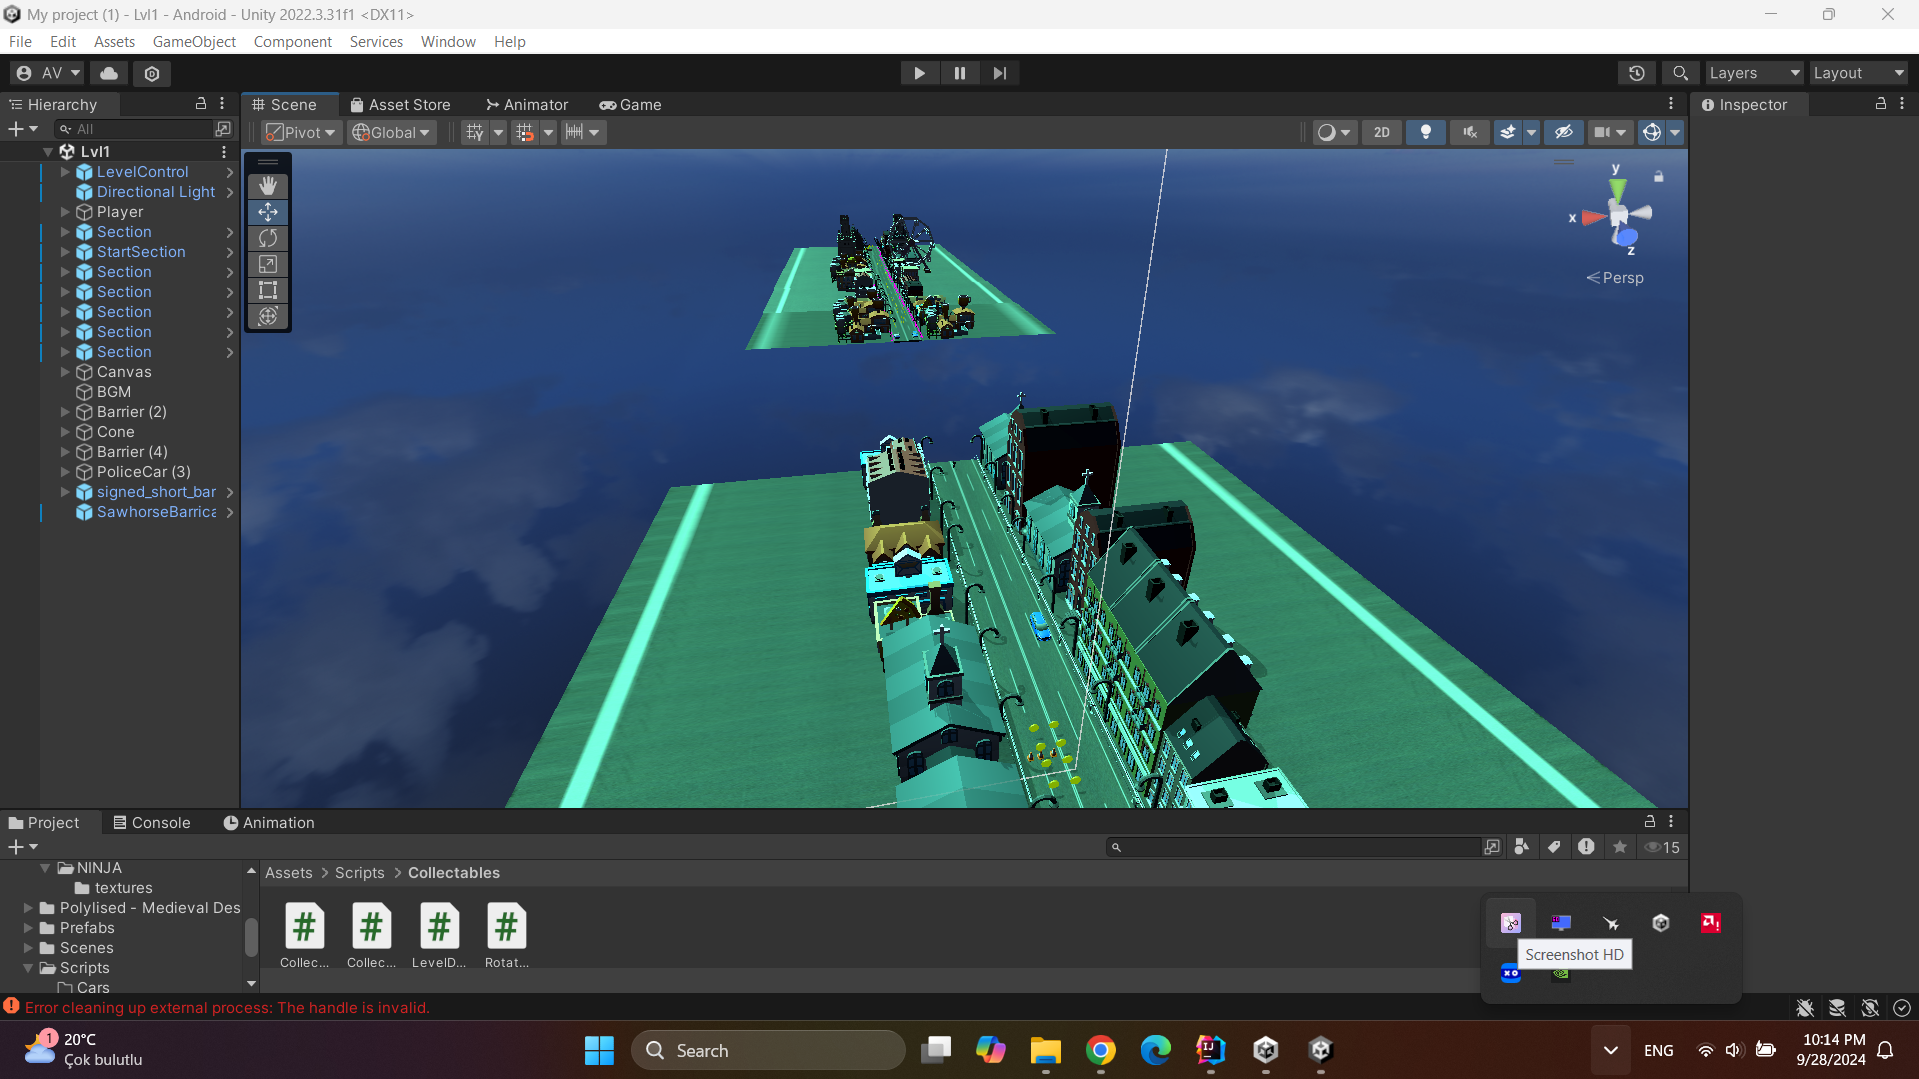 My project (1) - Lvl1 - Android - Unity 2022.3.31f1 <DX11>
File Edit Assets GameObject Component Services Window Help
AV Layers Layout
Hierarchy Scene Asset Store Animator Game Inspector
All Pivot Global 2D
Lvl1
LevelControl
Directional Light
Player
Section
StartSection
Section
Section
Section
Section
Section
Canvas
BGM
Barrier (2)
Cone
Barrier (4)
PoliceCar (3)
signed_short_bar
SawhorseBarrica
y
x
z
Persp
Project Console Animation
15
NINJA
textures
Polylised - Medieval Des
Prefabs
Scenes
Scripts
Cars
Assets > Scripts > Collectables
Collec... Collec... LevelD... Rotat...
Screenshot HD
Error cleaning up external process: The handle is invalid.
1
20°C
Çok bulutlu
Search
ENG
10:14 PM
9/28/2024